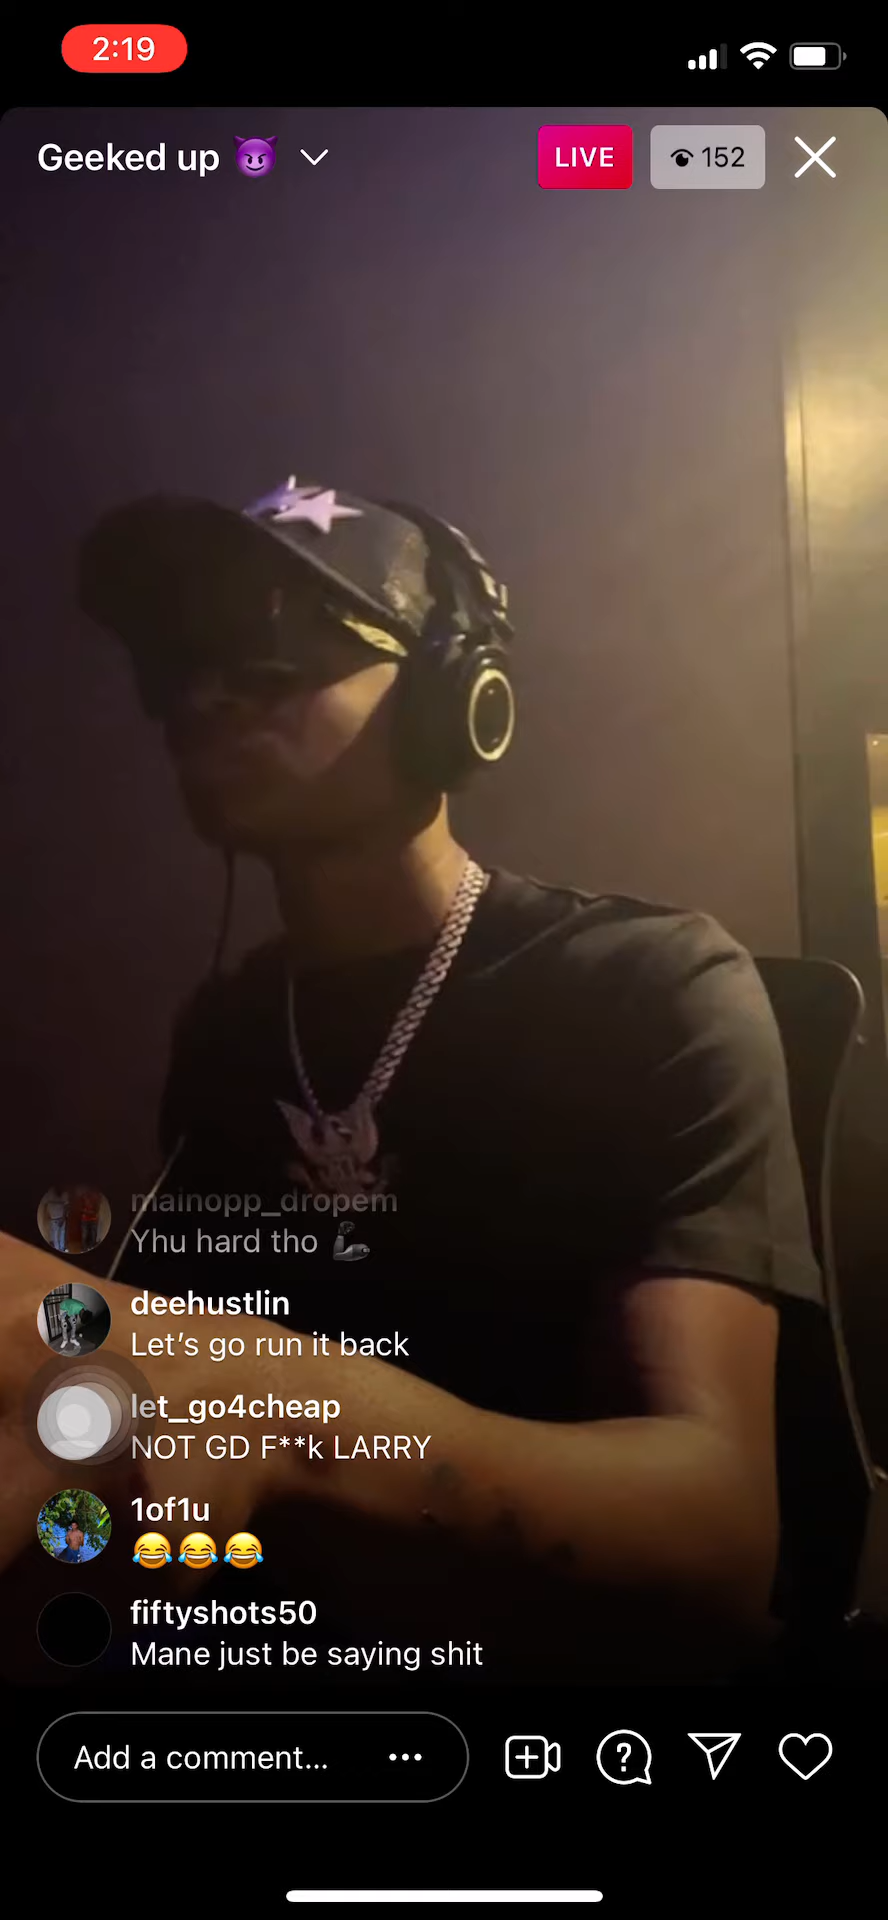 2:19
Geeked up 😈
LIVE
152
mainopp_dropem
Yhu hard tho 💪🏿
deehustlin
Let's go run it back
let_go4cheap
NOT GD F**k LARRY
1of1u
😂😂😂
fiftyshots50
Mane just be saying shit
Add a comment...